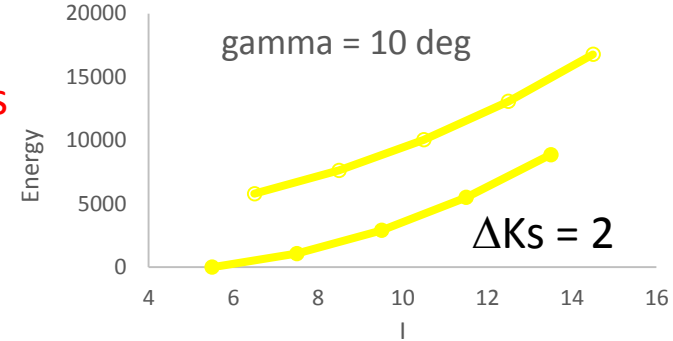 20000
gamma = 10 deg
15000
s
10000
Energy
5000
ΔKs = 2
0
4 6 8 10 12 14 16
I